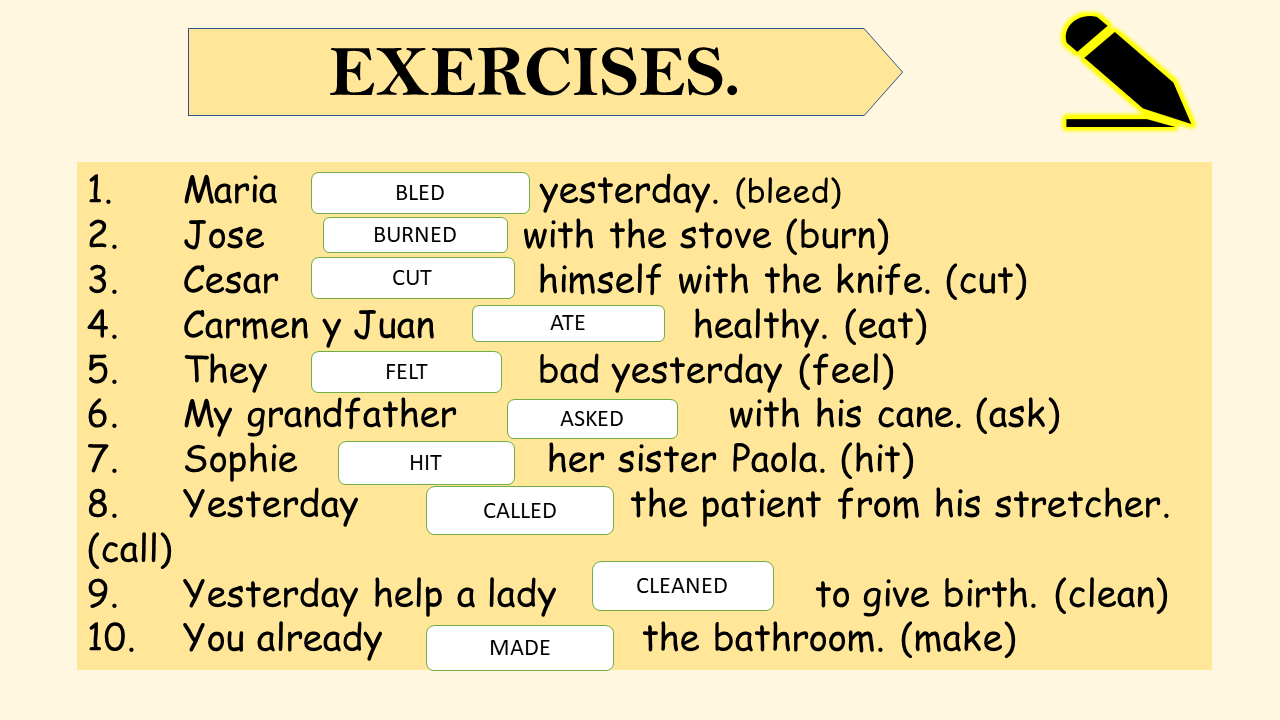 EXERCISES.
1. Maria BLED yesterday. (bleed)
2. Jose BURNED with the stove (burn)
3. Cesar CUT himself with the knife. (cut)
4. Carmen y Juan ATE healthy. (eat)
5. They FELT bad yesterday (feel)
6. My grandfather ASKED with his cane. (ask)
7. Sophie HIT her sister Paola. (hit)
8. Yesterday CALLED the patient from his stretcher.
(call)
9. Yesterday help a lady CLEANED to give birth. (clean)
10. You already MADE the bathroom. (make)